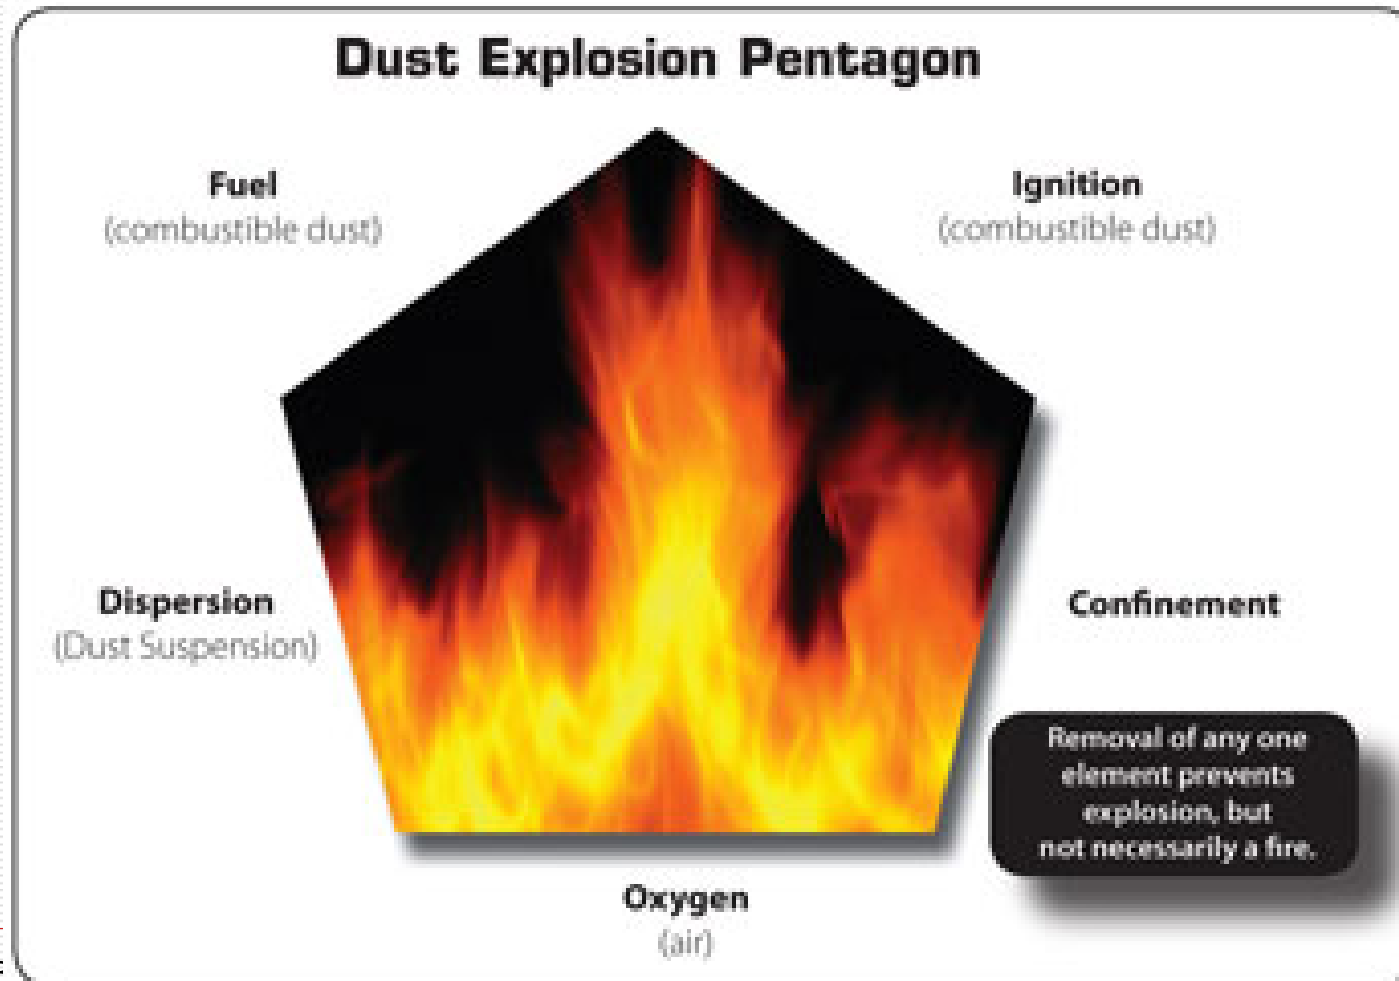 Dust Explosion Pentagon
Fuel
(combustible dust)
Ignition
(combustible dust)
Dispersion
(Dust Suspension)
Confinement
Removal of any one
element prevents
explosion, but
not necessarily a fire.
Oxygen
(air)